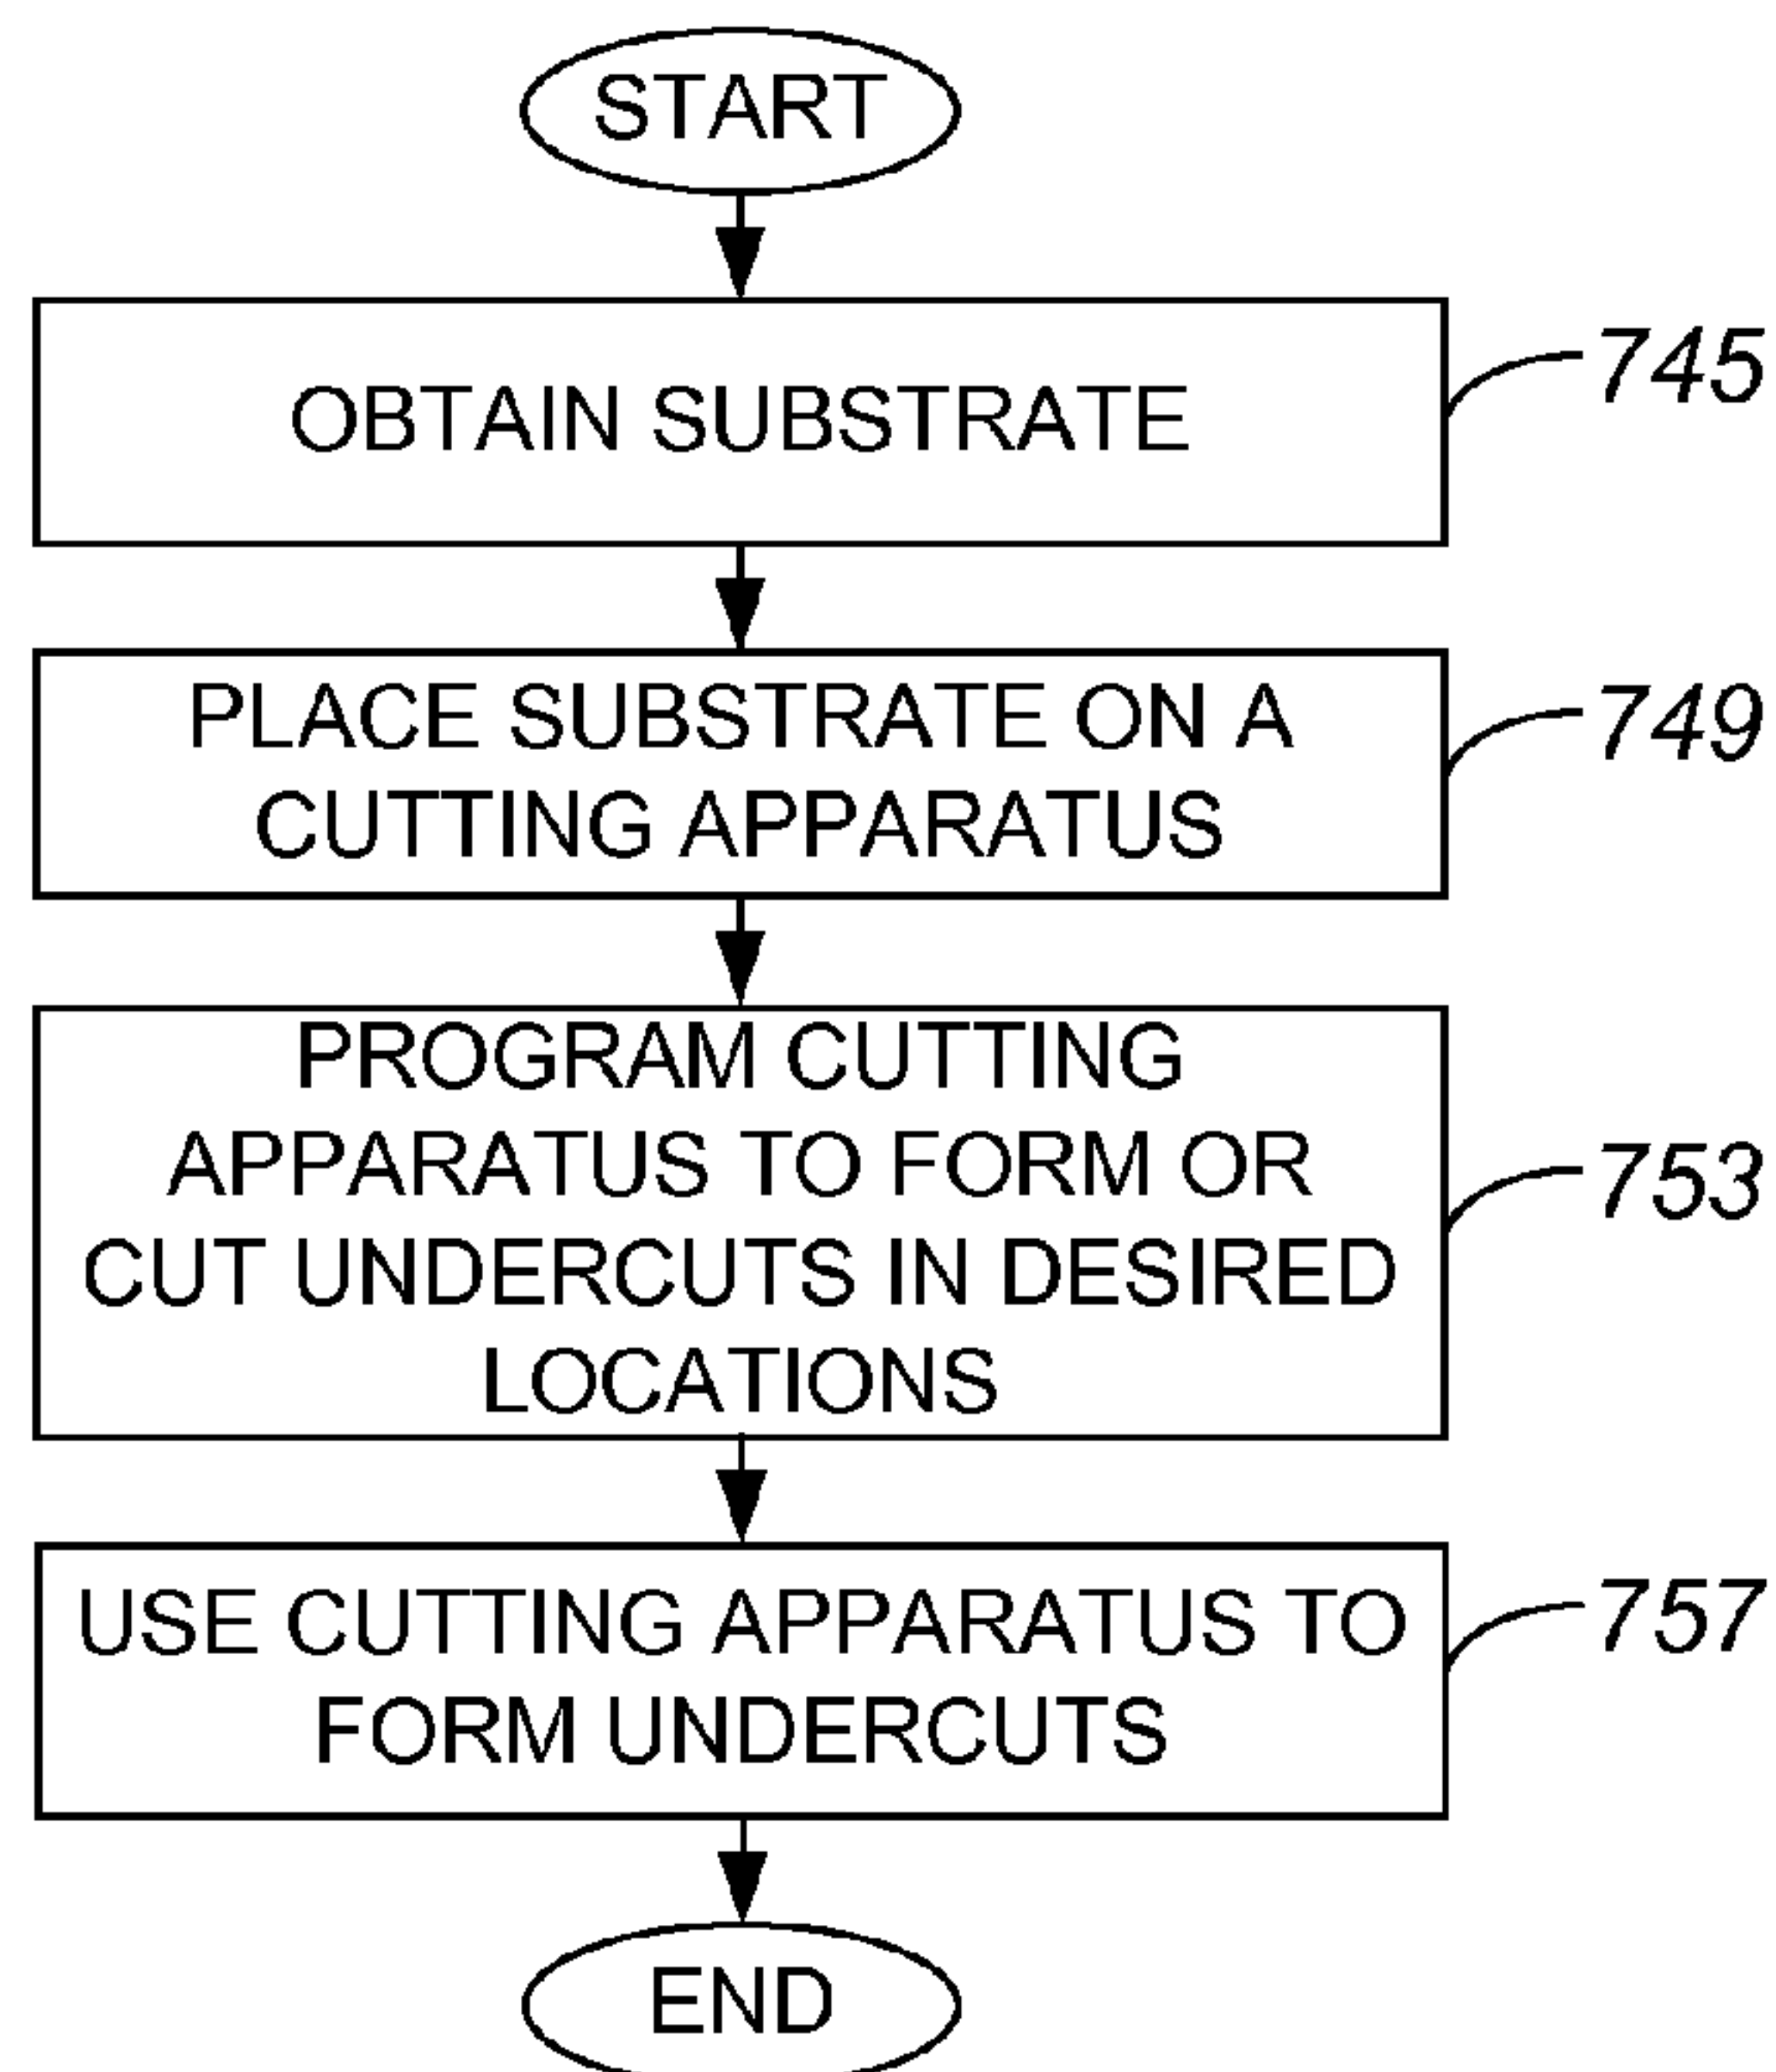 START
OBTAIN SUBSTRATE
745
PLACE SUBSTRATE ON A
CUTTING APPARATUS
749
PROGRAM CUTTING
APPARATUS TO FORM OR
CUT UNDERCUTS IN DESIRED
LOCATIONS
753
USE CUTTING APPARATUS TO
FORM UNDERCUTS
757
END